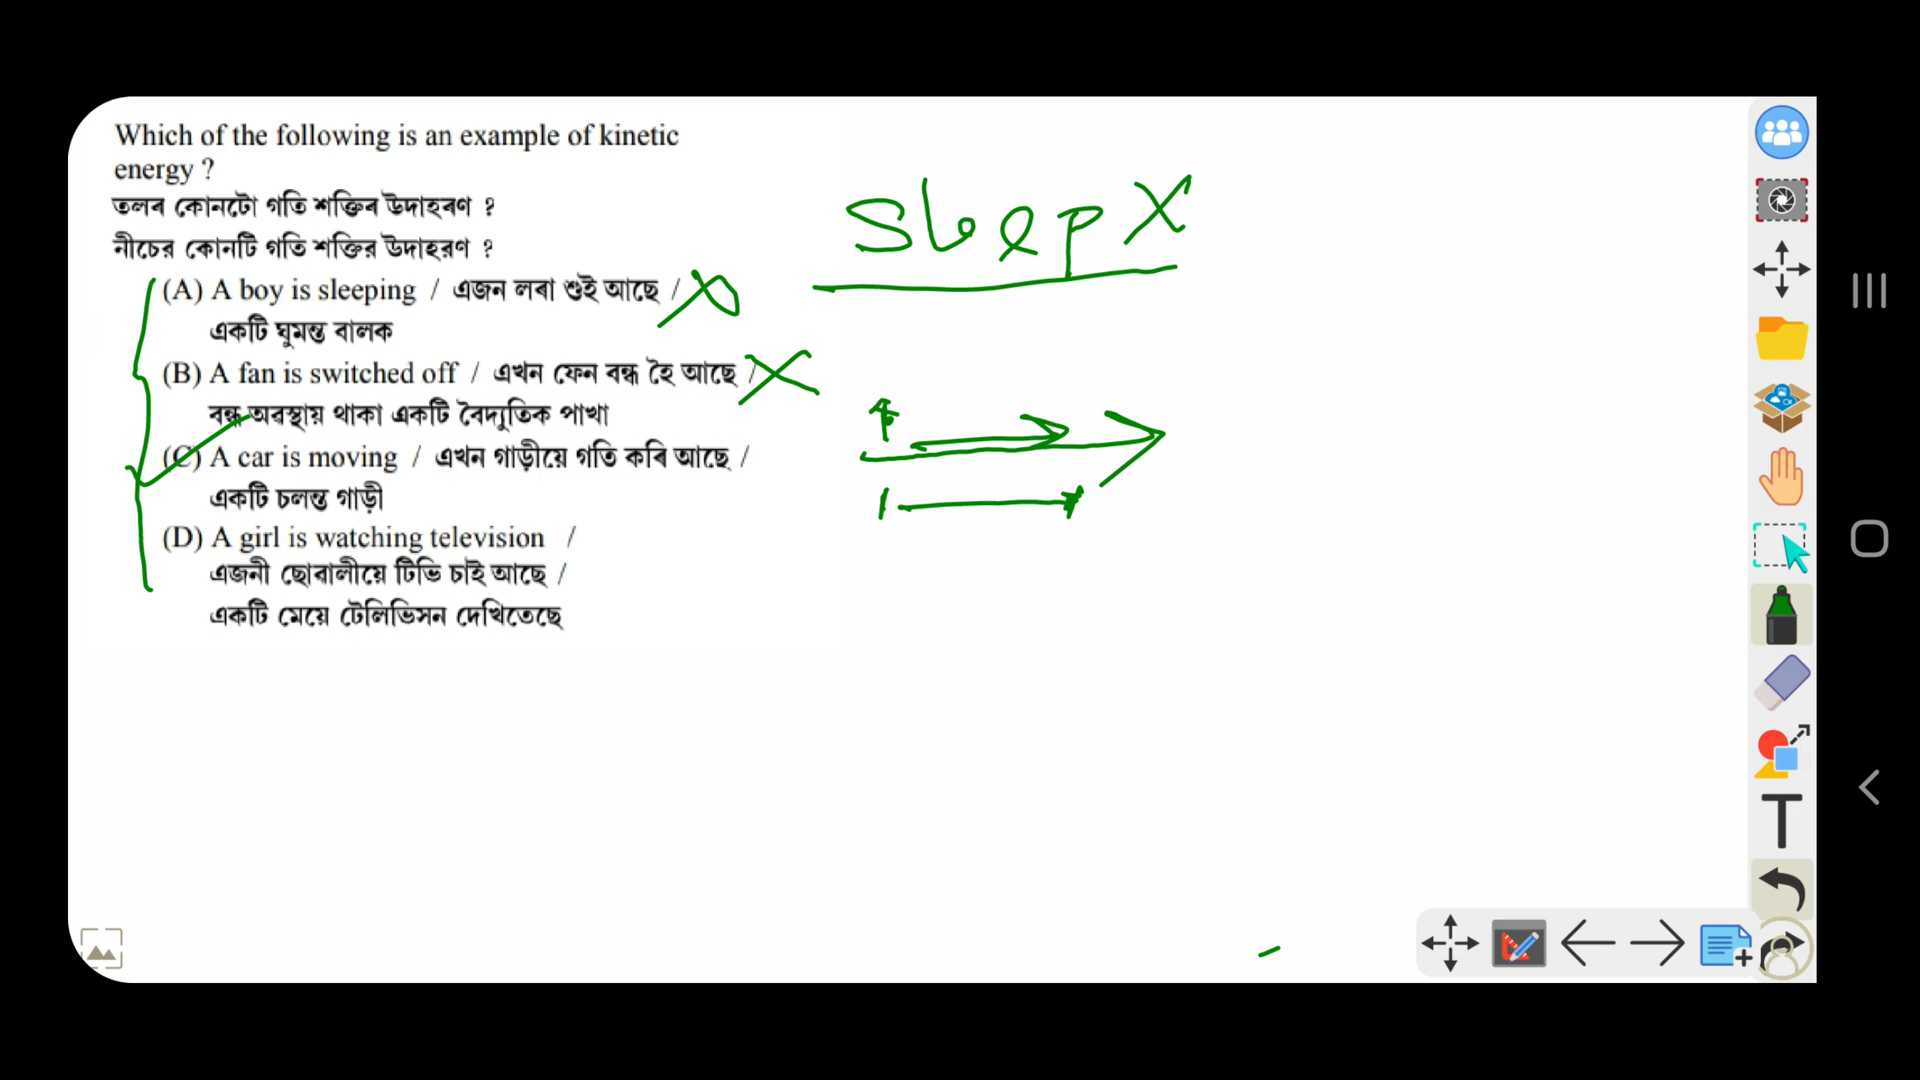 Which of the following is an example of kinetic
energy ?
তলৰ কোনটো গতি শক্তিৰ উদাহৰণ ?
নীচের কোনটি গতি শক্তির উদাহরণ ?
(A) A boy is sleeping / এজন লৰা শুই আছে /
একটি ঘুমন্ত বালক
(B) A fan is switched off / এখন ফেন বন্ধ হৈ আছে /
বন্ধ অবস্থায় থাকা একটি বৈদ্যুতিক পাখা
(C) A car is moving / এখন গাড়ীয়ে গতি কৰি আছে /
একটি চলন্ত গাড়ী
(D) A girl is watching television /
এজনী ছোৱালীয়ে টিভি চাই আছে /
একটি মেয়ে টেলিভিসন দেখিতেছে
Sleep X